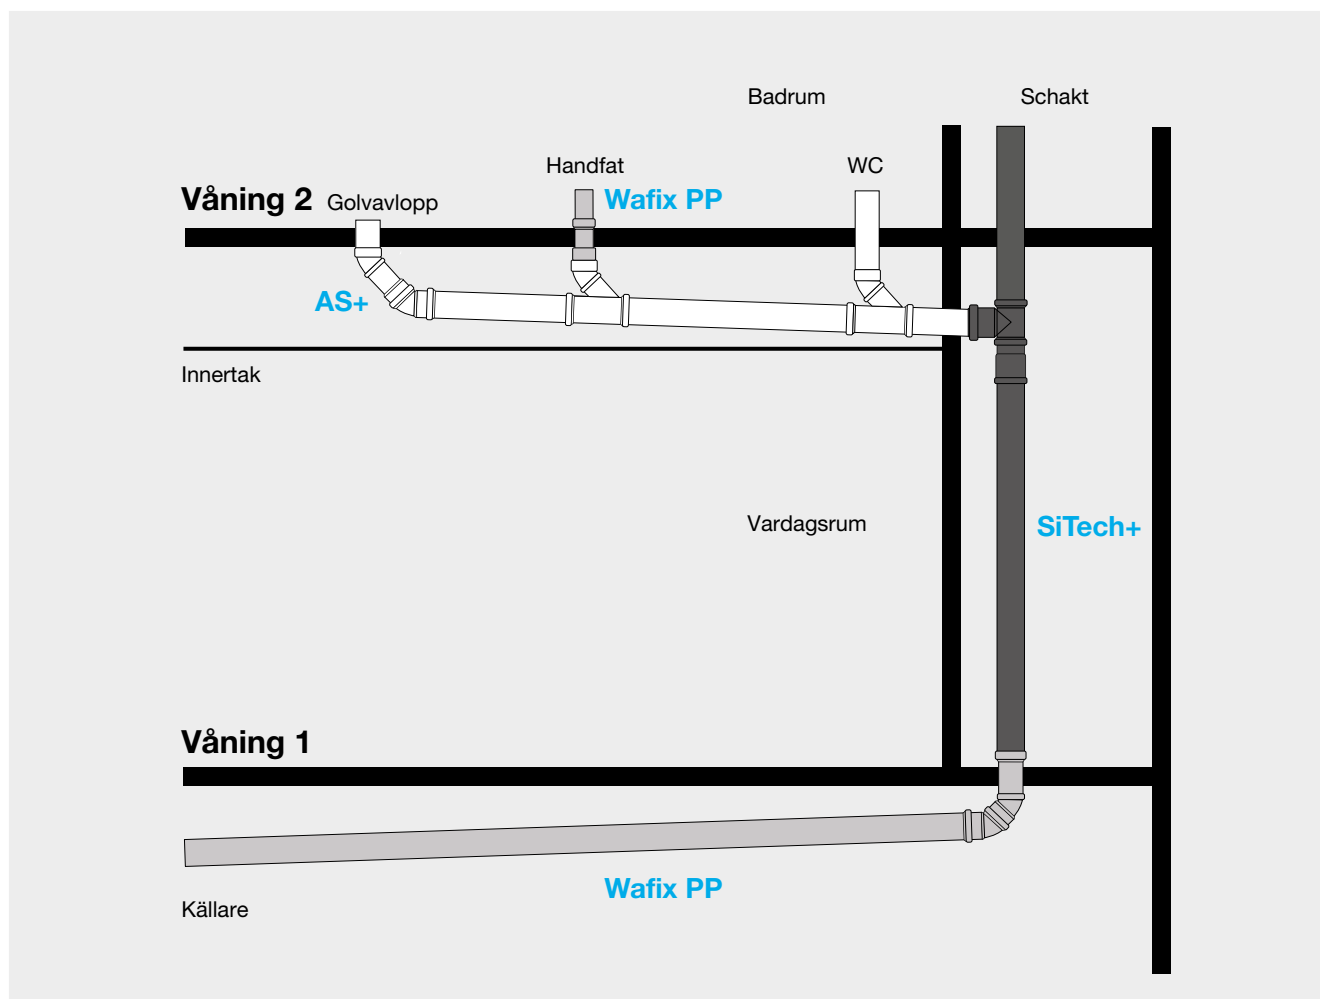 Badrum
Schakt
Handfat
WC
Våning 2
Golvavlopp
Wafix PP
AS+
Innertak
Vardagsrum
SiTech+
Våning 1
Wafix PP
Källare